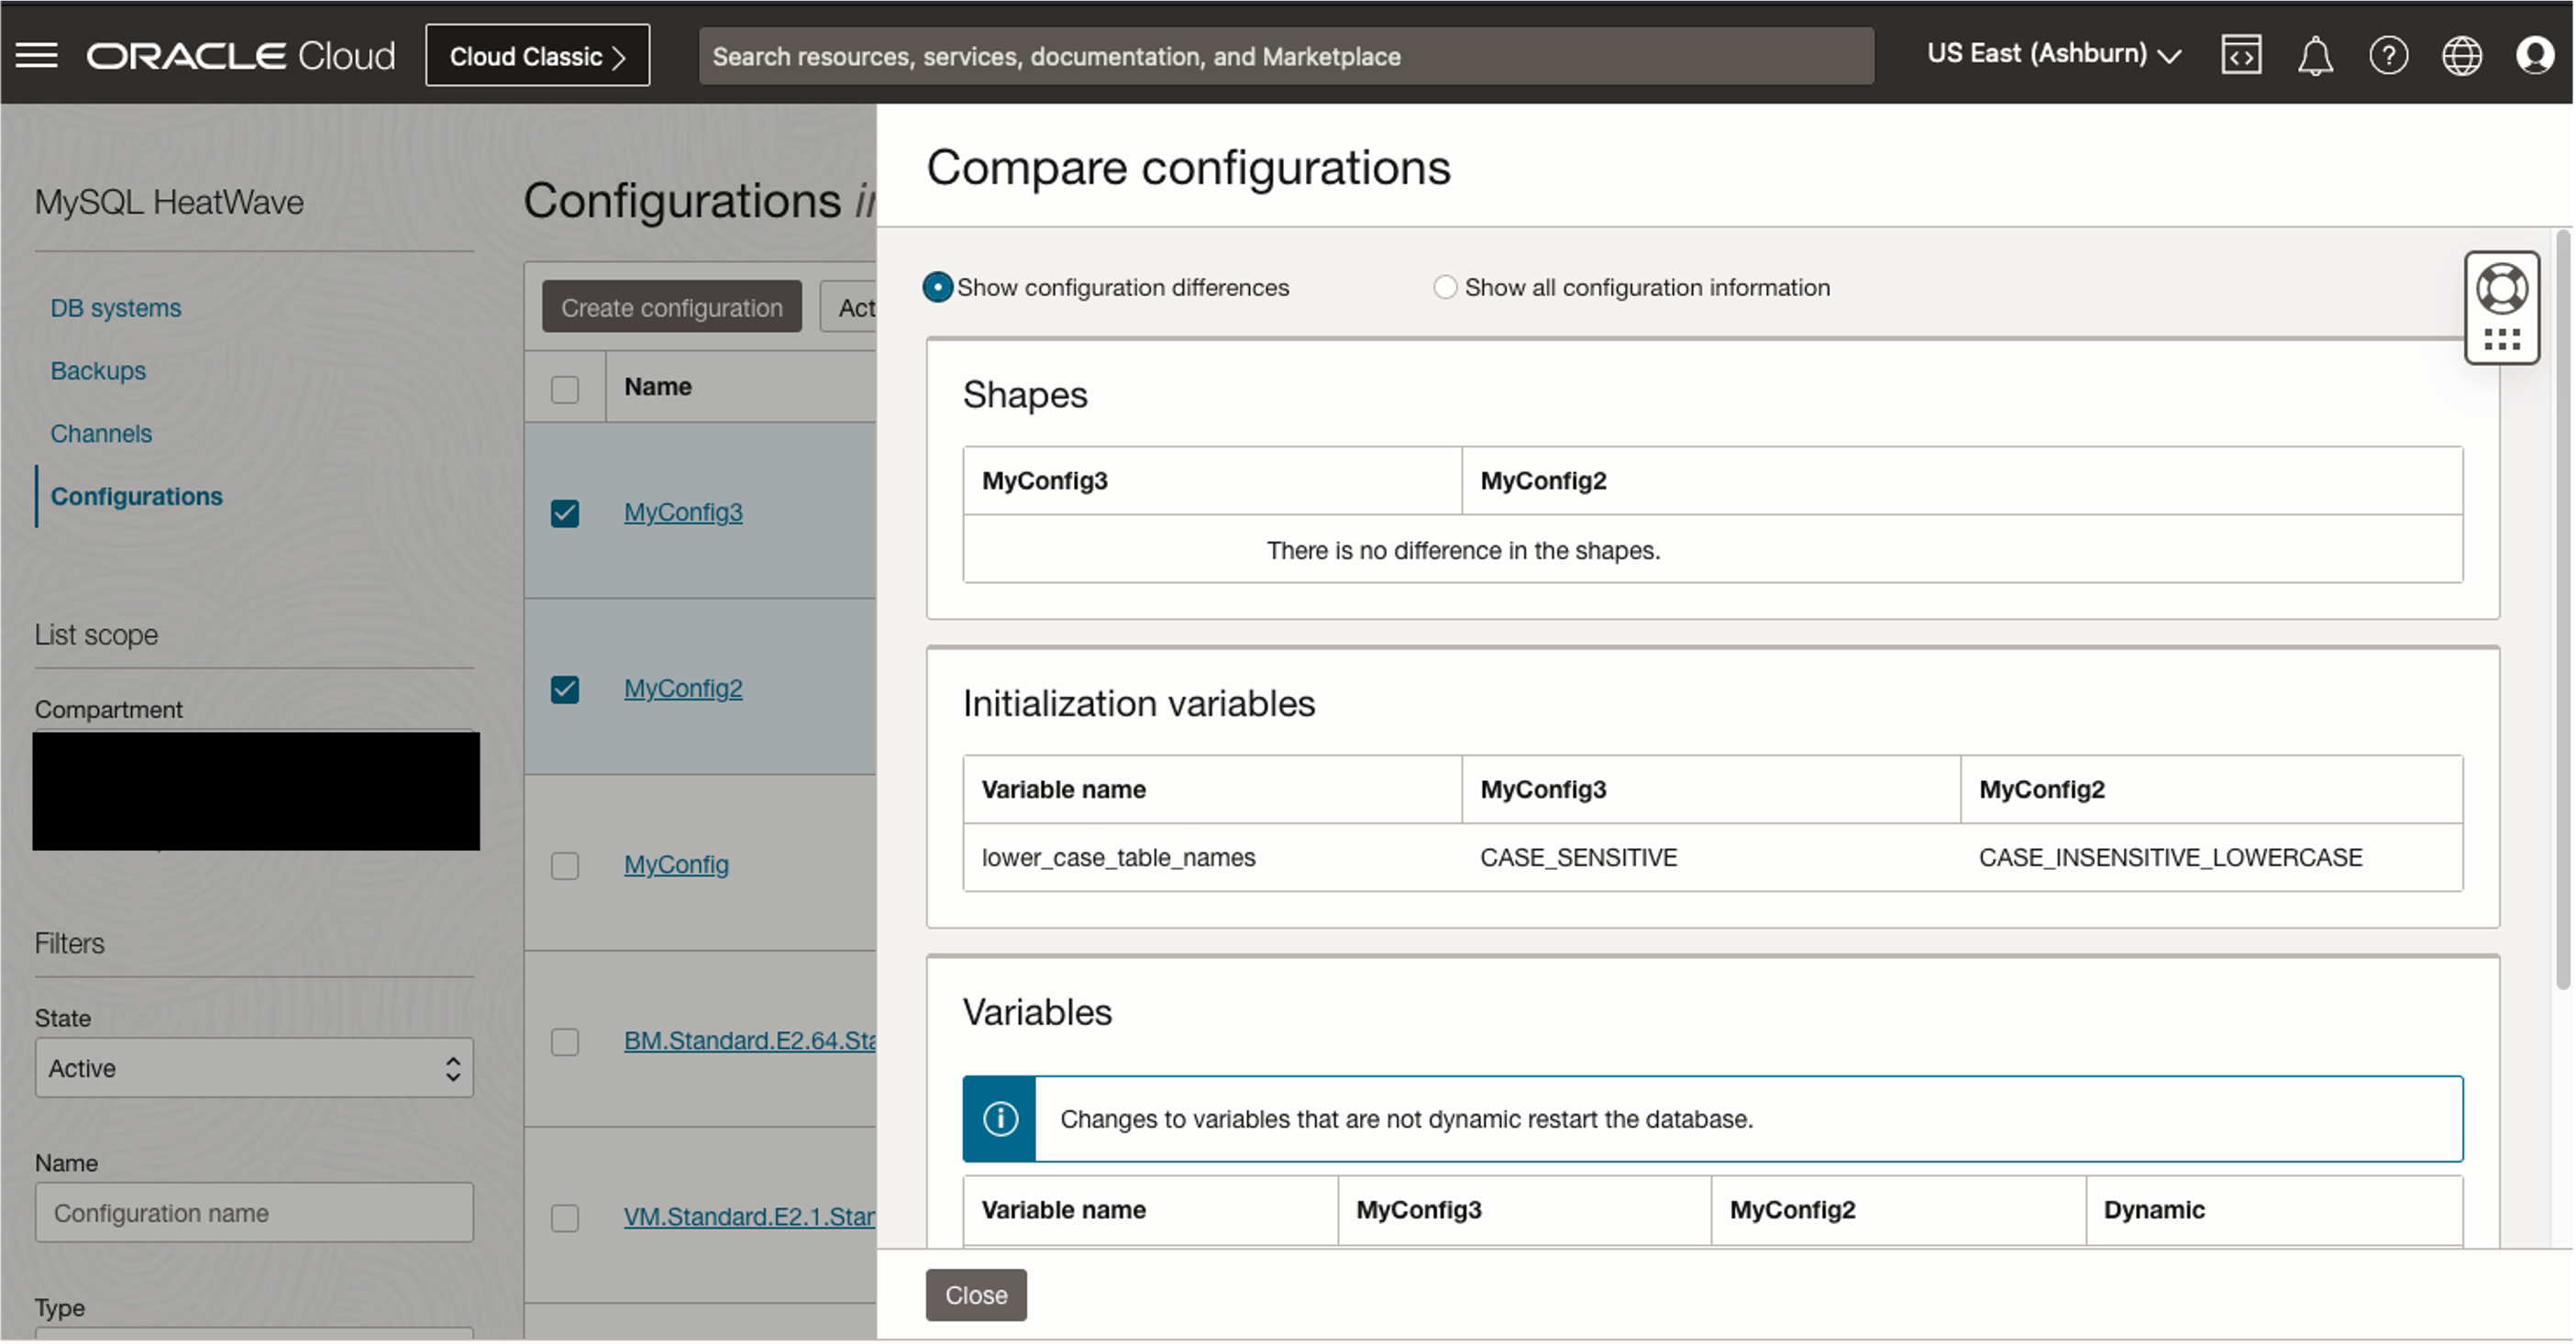 ORACLE Cloud
Cloud Classic
Search resources, services, documentation, and Marketplace
US East (Ashburn)
MySQL HeatWave
DB systems
Backups
Channels
Configurations
List scope
Compartment
Filters
State
Active
Name
Configuration name
Type
Configurations
Create configuration
Name
MyConfig3
MyConfig2
MyConfig
BM.Standard.E2.64.Sta
VM.Standard.E2.1.Stan
Compare configurations
Show configuration differences
Show all configuration information
Shapes
MyConfig3 MyConfig2
There is no difference in the shapes.
Initialization variables
Variable name MyConfig3 MyConfig2
lower_case_table_names CASE_SENSITIVE CASE_INSENSITIVE_LOWERCASE
Variables
Changes to variables that are not dynamic restart the database.
Variable name MyConfig3 MyConfig2 Dynamic
Close